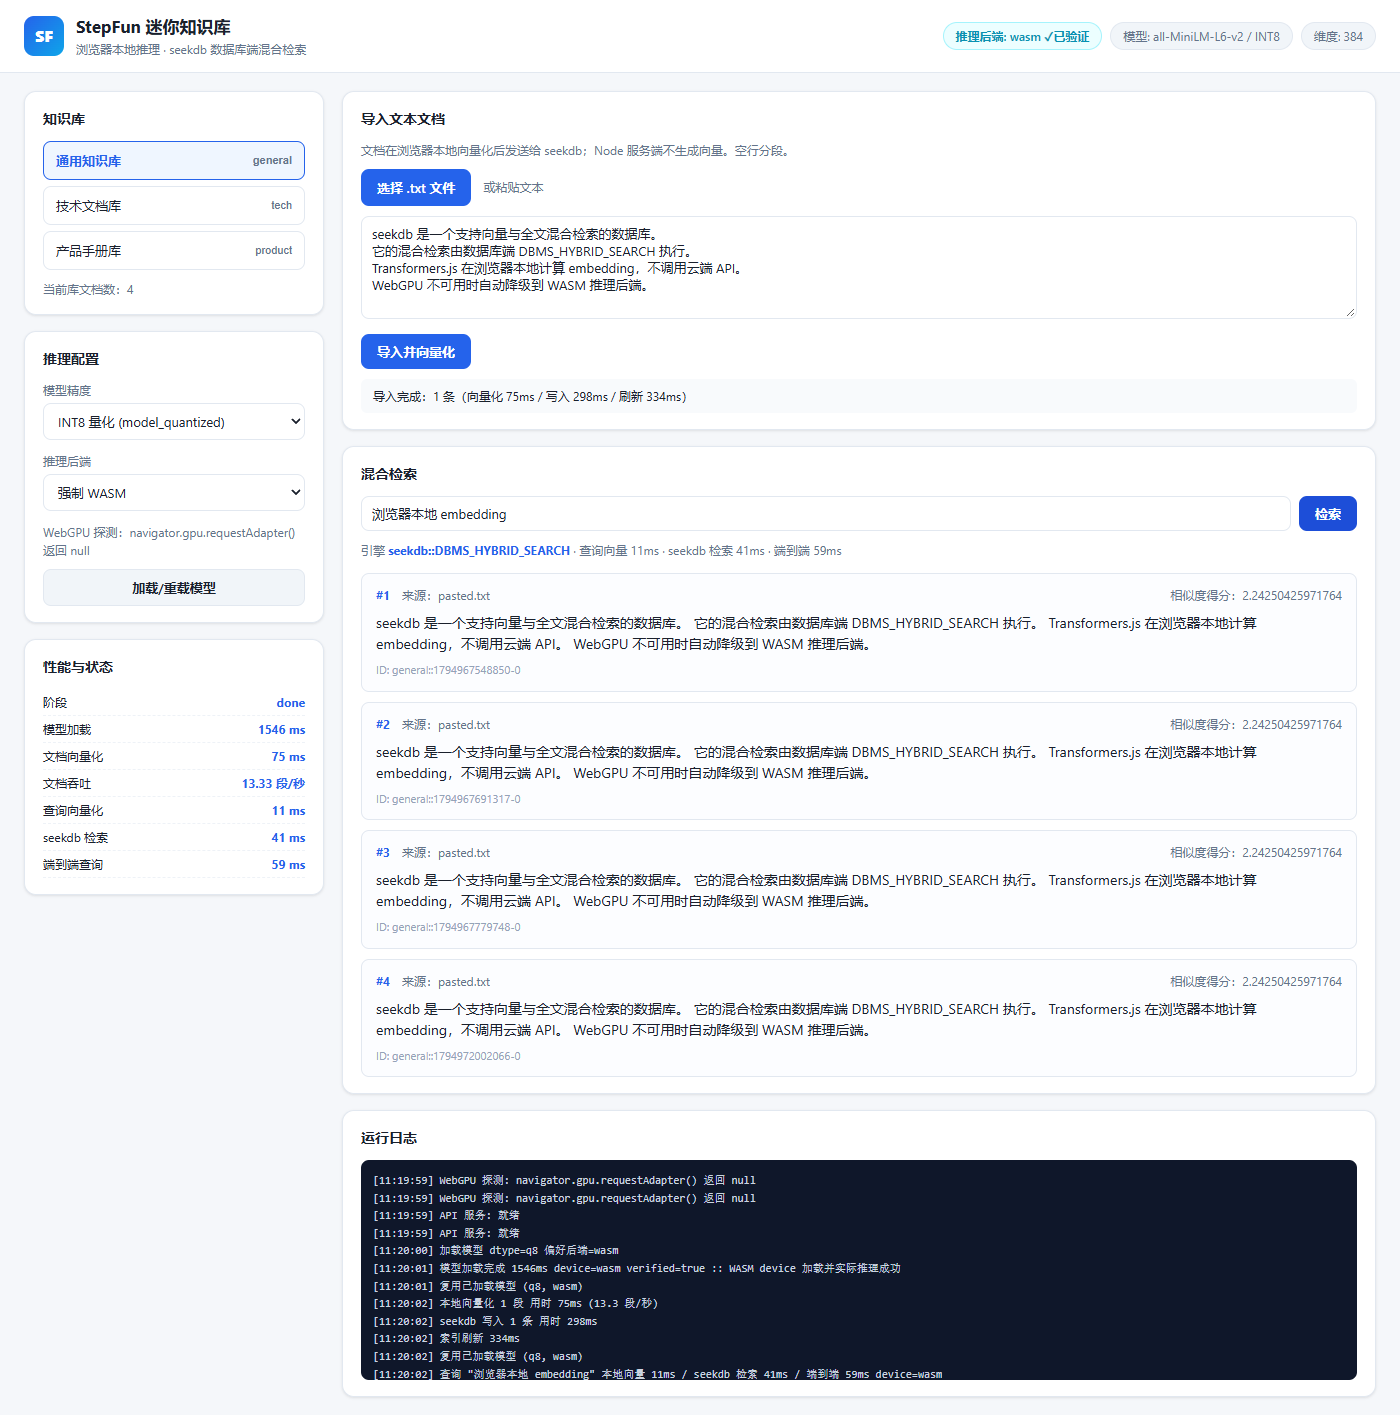 SF
StepFun 迷你知识库
浏览器本地推理 · seekdb 数据库端混合检索
推理后端: wasm ✓已验证
模型: all-MiniLM-L6-v2 / INT8
维度: 384
知识库
通用知识库 general
技术文档库 tech
产品手册库 product
当前库文档数：4
推理配置
模型精度
INT8 量化 (model_quantized)
推理后端
强制 WASM
WebGPU 探测：navigator.gpu.requestAdapter()
返回 null
加载/重载模型
性能与状态
阶段 done
模型加载 1546 ms
文档向量化 75 ms
文档吞吐 13.33 段/秒
查询向量化 11 ms
seekdb 检索 41 ms
端到端查询 59 ms
导入文本文档
文档在浏览器本地向量化后发送给 seekdb；Node 服务端不生成向量。空行分段。
选择 .txt 文件 或粘贴文本
seekdb 是一个支持向量与全文混合检索的数据库。
它的混合检索由数据库端 DBMS_HYBRID_SEARCH 执行。
Transformers.js 在浏览器本地计算 embedding，不调用云端 API。
WebGPU 不可用时自动降级到 WASM 推理后端。
导入并向量化
导入完成：1 条（向量化 75ms / 写入 298ms / 刷新 334ms）
混合检索
浏览器本地 embedding
检索
引擎 seekdb::DBMS_HYBRID_SEARCH · 查询向量 11ms · seekdb 检索 41ms · 端到端 59ms
#1 来源：pasted.txt 相似度得分：2.24250425971764
seekdb 是一个支持向量与全文混合检索的数据库。 它的混合检索由数据库端 DBMS_HYBRID_SEARCH 执行。 Transformers.js 在浏览器本地计算
embedding，不调用云端 API。 WebGPU 不可用时自动降级到 WASM 推理后端。
ID: general::1794967548850-0
#2 来源：pasted.txt 相似度得分：2.24250425971764
seekdb 是一个支持向量与全文混合检索的数据库。 它的混合检索由数据库端 DBMS_HYBRID_SEARCH 执行。 Transformers.js 在浏览器本地计算
embedding，不调用云端 API。 WebGPU 不可用时自动降级到 WASM 推理后端。
ID: general::1794967691317-0
#3 来源：pasted.txt 相似度得分：2.24250425971764
seekdb 是一个支持向量与全文混合检索的数据库。 它的混合检索由数据库端 DBMS_HYBRID_SEARCH 执行。 Transformers.js 在浏览器本地计算
embedding，不调用云端 API。 WebGPU 不可用时自动降级到 WASM 推理后端。
ID: general::1794967779748-0
#4 来源：pasted.txt 相似度得分：2.24250425971764
seekdb 是一个支持向量与全文混合检索的数据库。 它的混合检索由数据库端 DBMS_HYBRID_SEARCH 执行。 Transformers.js 在浏览器本地计算
embedding，不调用云端 API。 WebGPU 不可用时自动降级到 WASM 推理后端。
ID: general::1794972002066-0
运行日志
[11:19:59] WebGPU 探测: navigator.gpu.requestAdapter() 返回 null
[11:19:59] WebGPU 探测: navigator.gpu.requestAdapter() 返回 null
[11:19:59] API 服务: 就绪
[11:19:59] API 服务: 就绪
[11:20:00] 加载模型 dtype=q8 偏好后端=wasm
[11:20:01] 模型加载完成 1546ms device=wasm verified=true :: WASM device 加载并实际推理成功
[11:20:01] 复用已加载模型 (q8, wasm)
[11:20:02] 本地向量化 1 段 用时 75ms (13.3 段/秒)
[11:20:02] seekdb 写入 1 条 用时 298ms
[11:20:02] 索引刷新 334ms
[11:20:02] 复用已加载模型 (q8, wasm)
[11:20:02] 查询 "浏览器本地 embedding" 本地向量 11ms / seekdb 检索 41ms / 端到端 59ms device=wasm